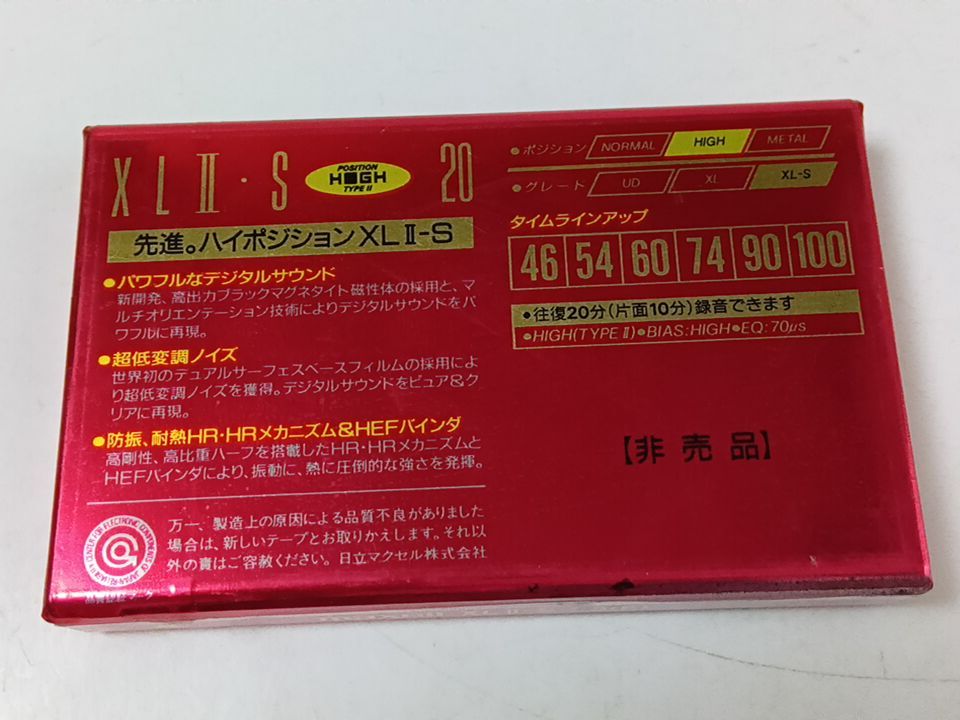 XLⅡ・S
POSITION
HIGH
TYPE Ⅱ
20
先進。ハイポジションXLⅡ-S
●パワフルなデジタルサウンド
新開発、高出力ブラックマグネタイト磁性体の採用と、マ
ルチオリエンテーション技術によりデジタルサウンドをパ
ワフルに再現。
●超低変調ノイズ
世界初のデュアルサーフェスベースフィルムの採用によ
り超低変調ノイズを獲得。デジタルサウンドをピュア&ク
リアに再現。
●防振、耐熱HR・HRメカニズム&HEFバインダ
高剛性、高比重ハーフを搭載したHR・HRメカニズムと
HEFバインダにより、振動に、熱に圧倒的な強さを発揮。
万一、製造上の原因による品質不良がありました
場合は、新しいテープとお取りかえします。それ以
外の責はご容赦ください。日立マクセル株式会社
●ポジション NORMAL HIGH METAL
●グレード UD XL XL-S
タイムラインアップ
46 54 60 74 90 100
●往復20分(片面10分)録音できます
●HIGH(TYPE Ⅱ)●BIAS:HIGH●EQ:70μs
【非売品】